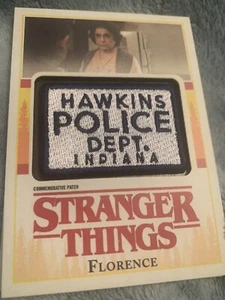 HAWKINS
POLICE
DEPT.
INDIANA
COMMEMORATIVE PATCH
STRANGER
THINGS
FLORENCE